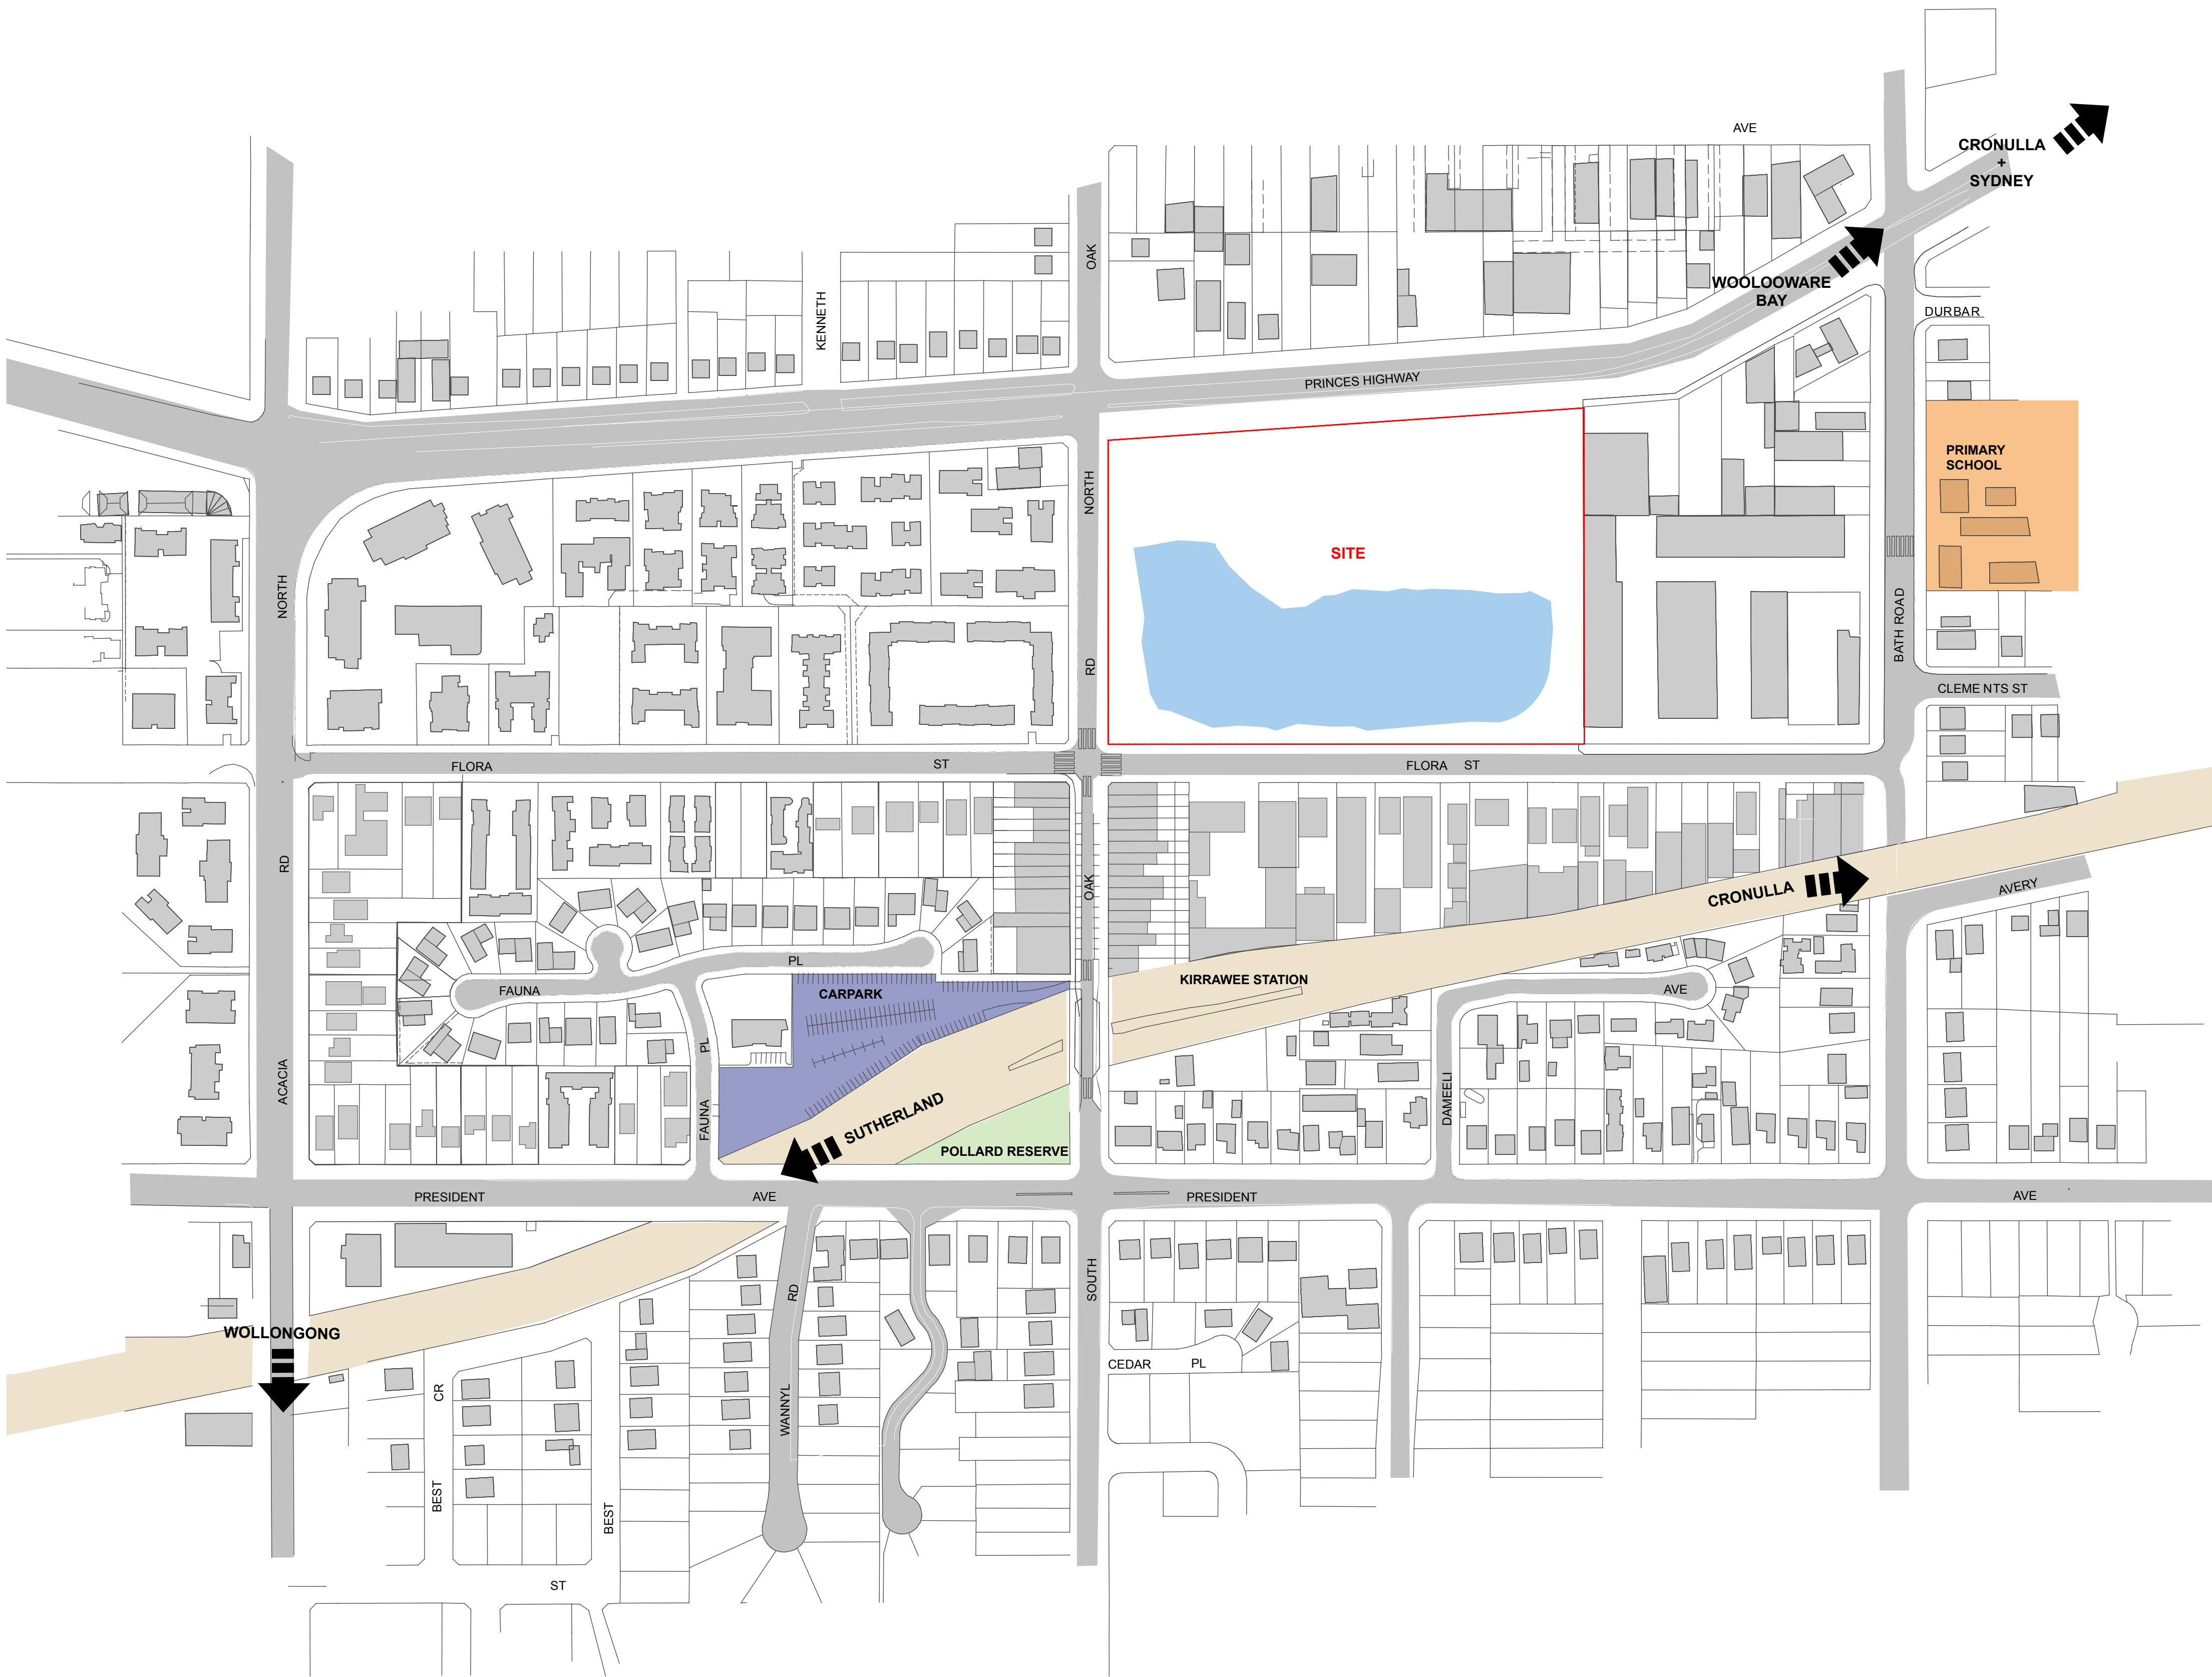 AVE
CRONULLA
+
SYDNEY
OAK
KENNETH
WOOLOOWARE
BAY
DURBAR
PRINCES HIGHWAY
PRIMARY
SCHOOL
NORTH
SITE
NORTH
BATH ROAD
RD
CLEMENTS ST
FLORA
ST
FLORA ST
RD
OAK
CRONULLA
AVERY
PL
KIRRAWEE STATION
FAUNA
CARPARK
AVE
PL
ACACIA
FAUNA
SUTHERLAND
DAMEELI
POLLARD RESERVE
PRESIDENT
AVE
PRESIDENT
AVE
SOUTH
RD
WOLLONGONG
CEDAR
PL
CR
WANNYL
BEST
BEST
ST